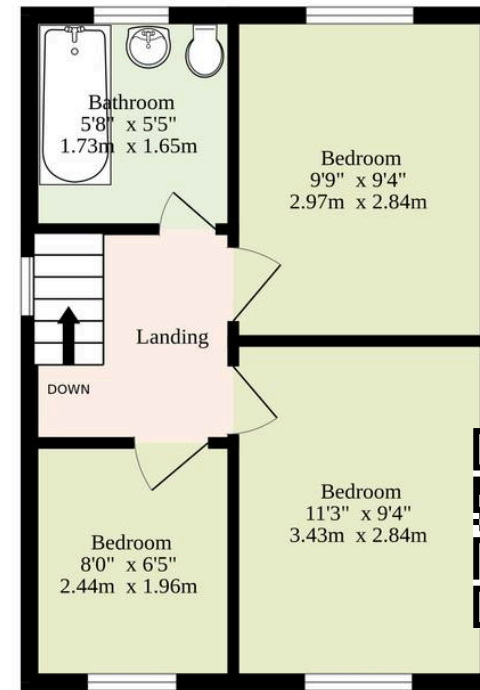 Bathroom
5'8" x 5'5"
1.73m x 1.65m
Bedroom
9'9" x 9'4"
2.97m x 2.84m
Landing
DOWN
Bedroom
11'3" x 9'4"
3.43m x 2.84m
Bedroom
8'0" x 6'5"
2.44m x 1.96m